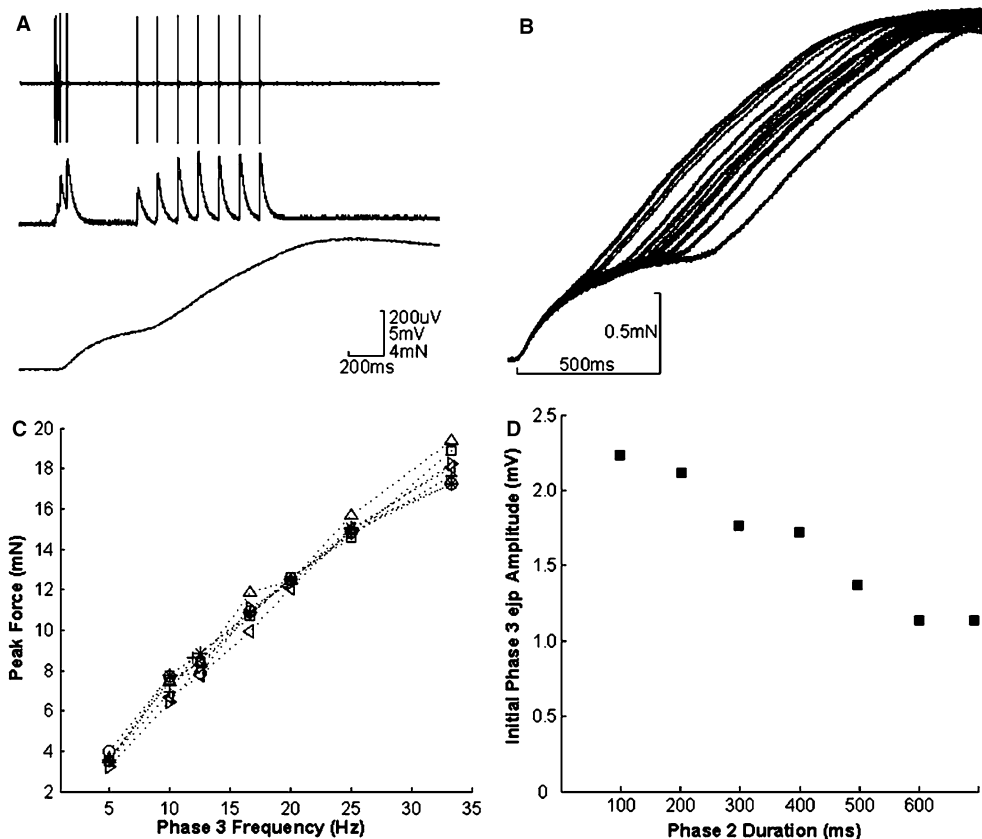 A
200uV
5mV
4mN
200ms
B
0.5mN
500ms
C
20
18
16
14
12
10
8
6
4
2
Peak Force (mN)
5 10 15 20 25 30 35
Phase 3 Frequency (Hz)
D
2.5
2.0
1.5
1.0
0.5
0
Initial Phase 3 ejp Amplitude (mV)
100 200 300 400 500 600
Phase 2 Duration (ms)